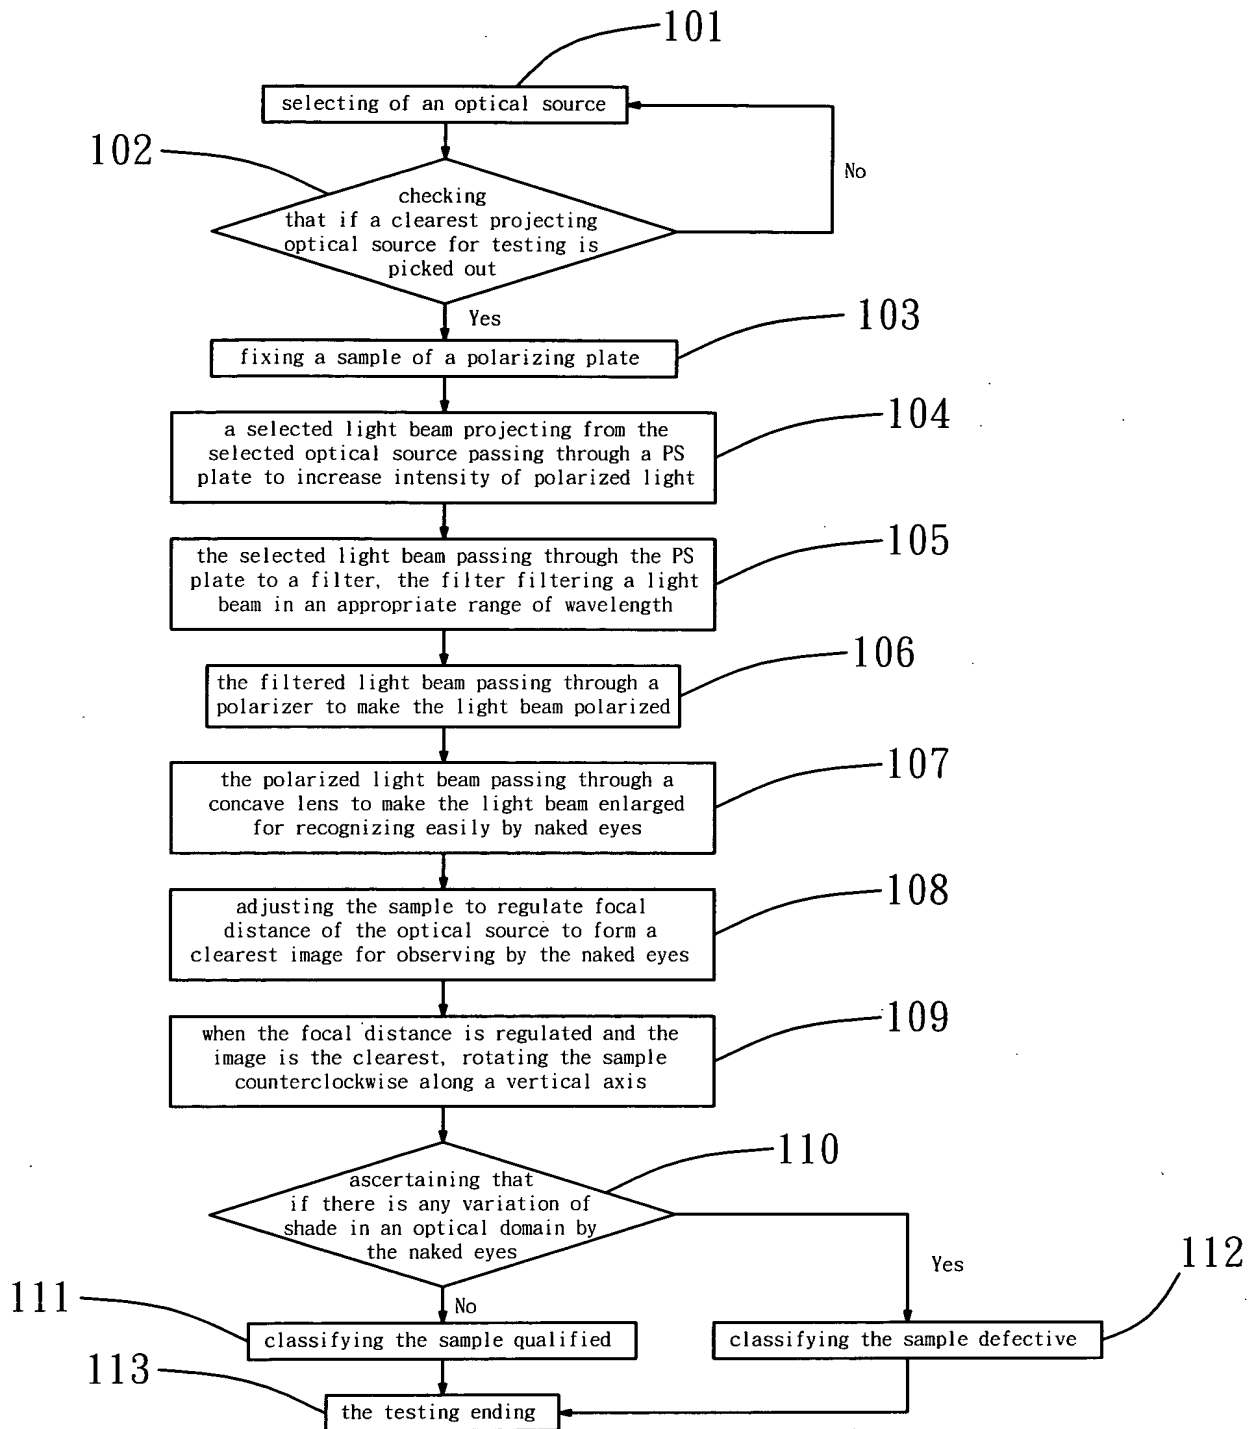 101
selecting of an optical source
102
No
checking
that if a clearest projecting
optical source for testing is
picked out
Yes
103
fixing a sample of a polarizing plate
104
a selected light beam projecting from the
selected optical source passing through a PS
plate to increase intensity of polarized light
105
the selected light beam passing through the PS
plate to a filter, the filter filtering a light
beam in an appropriate range of wavelength
106
the filtered light beam passing through a
polarizer to make the light beam polarized
107
the polarized light beam passing through a
concave lens to make the light beam enlarged
for recognizing easily by naked eyes
108
adjusting the sample to regulate focal
distance of the optical source to form a
clearest image for observing by the naked eyes
109
when the focal distance is regulated and the
image is the clearest, rotating the sample
counterclockwise along a vertical axis
110
ascertaining that
if there is any variation of
shade in an optical domain by
the naked eyes
Yes
112
111
No
classifying the sample qualified
classifying the sample defective
113
the testing ending